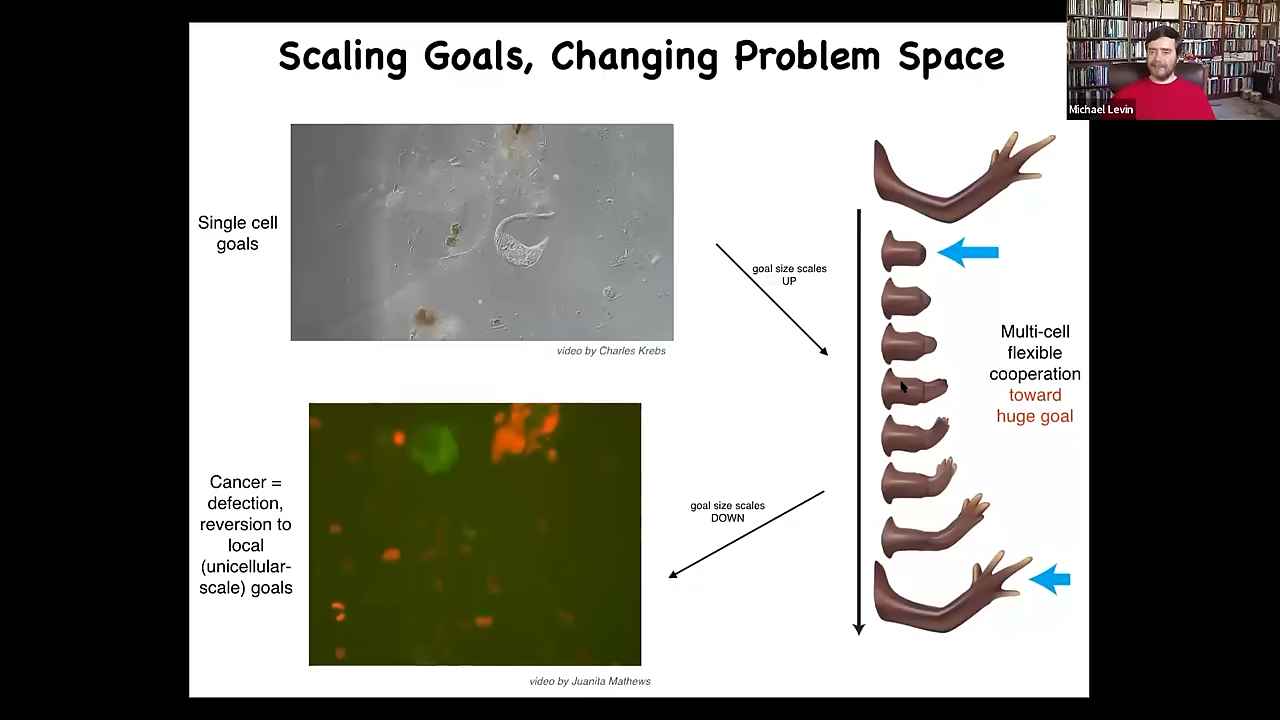 Scaling Goals, Changing Problem Space
Michael Levin
Single cell
goals
video by Charles Krebs
goal size scales
UP
Multi-cell
flexible
cooperation
toward
huge goal
Cancer =
defection,
reversion to
local
(unicellular-
scale) goals
goal size scales
DOWN
video by Juanita Mathews